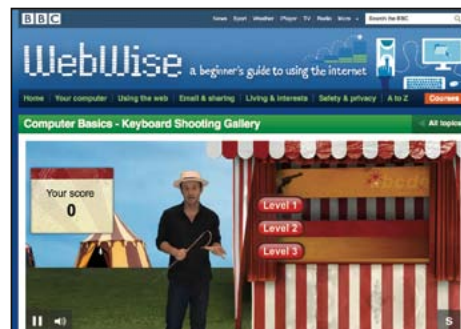 BBC News Sport Weather iPlayer TV Radio More Search the BBC
WebWise a beginner's guide to using the internet
Home Your computer Using the web Email & sharing Living & interests Safety & privacy A to Z Courses
Computer Basics - Keyboard Shooting Gallery All topics
Your score
0
abcde
Level 1
Level 2
Level 3
S